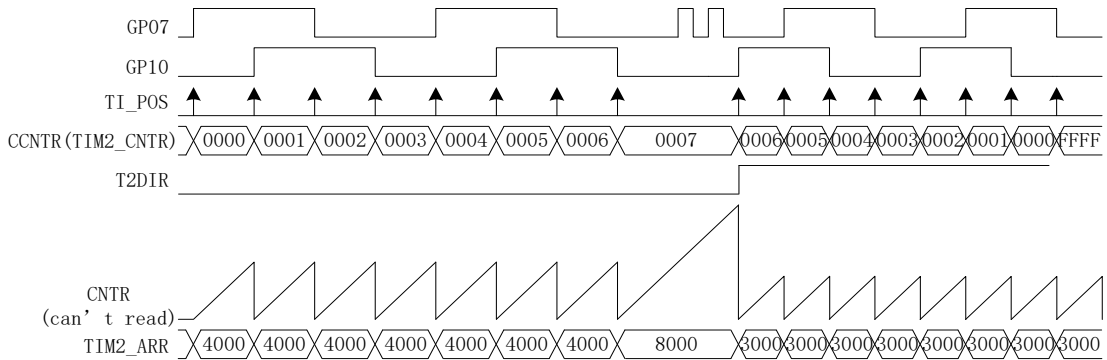 GP07
GP10
TI_POS
CCNTR(TIM2_CNTR) 0000 0001 0002 0003 0004 0005 0006 0007 0006 0005 0004 0003 0002 0001 0000 FFFF
T2DIR
CNTR
(can't read)
TIM2_ARR 4000 4000 4000 4000 4000 4000 4000 8000 3000 3000 3000 3000 3000 3000 3000 3000